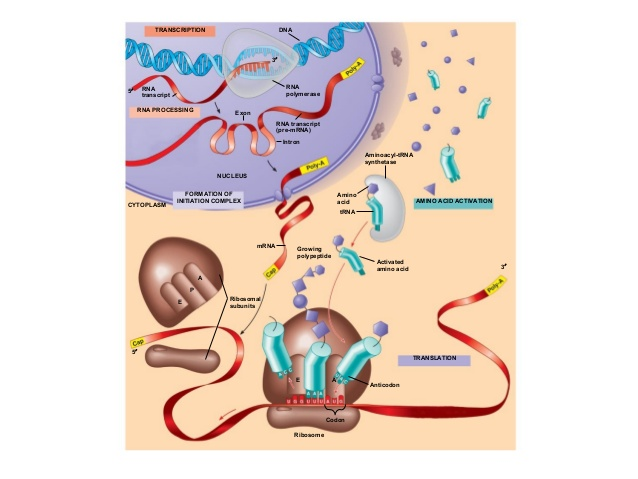 TRANSCRIPTION
DNA
3′
5′
RNA
transcript
RNA
polymerase
Poly-A
RNA PROCESSING
Exon
RNA transcript
(pre-mRNA)
Intron
Aminoacyl-tRNA
synthetase
Poly-A
NUCLEUS
FORMATION OF
INITIATION COMPLEX
CYTOPLASM
Amino
acid
tRNA
AMINO ACID ACTIVATION
mRNA
Growing
polypeptide
Cap
Activated
amino acid
3′
Poly-A
A
P
E
Ribosomal
subunits
Cap
5′
TRANSLATION
E
A
Anticodon
Codon
Ribosome